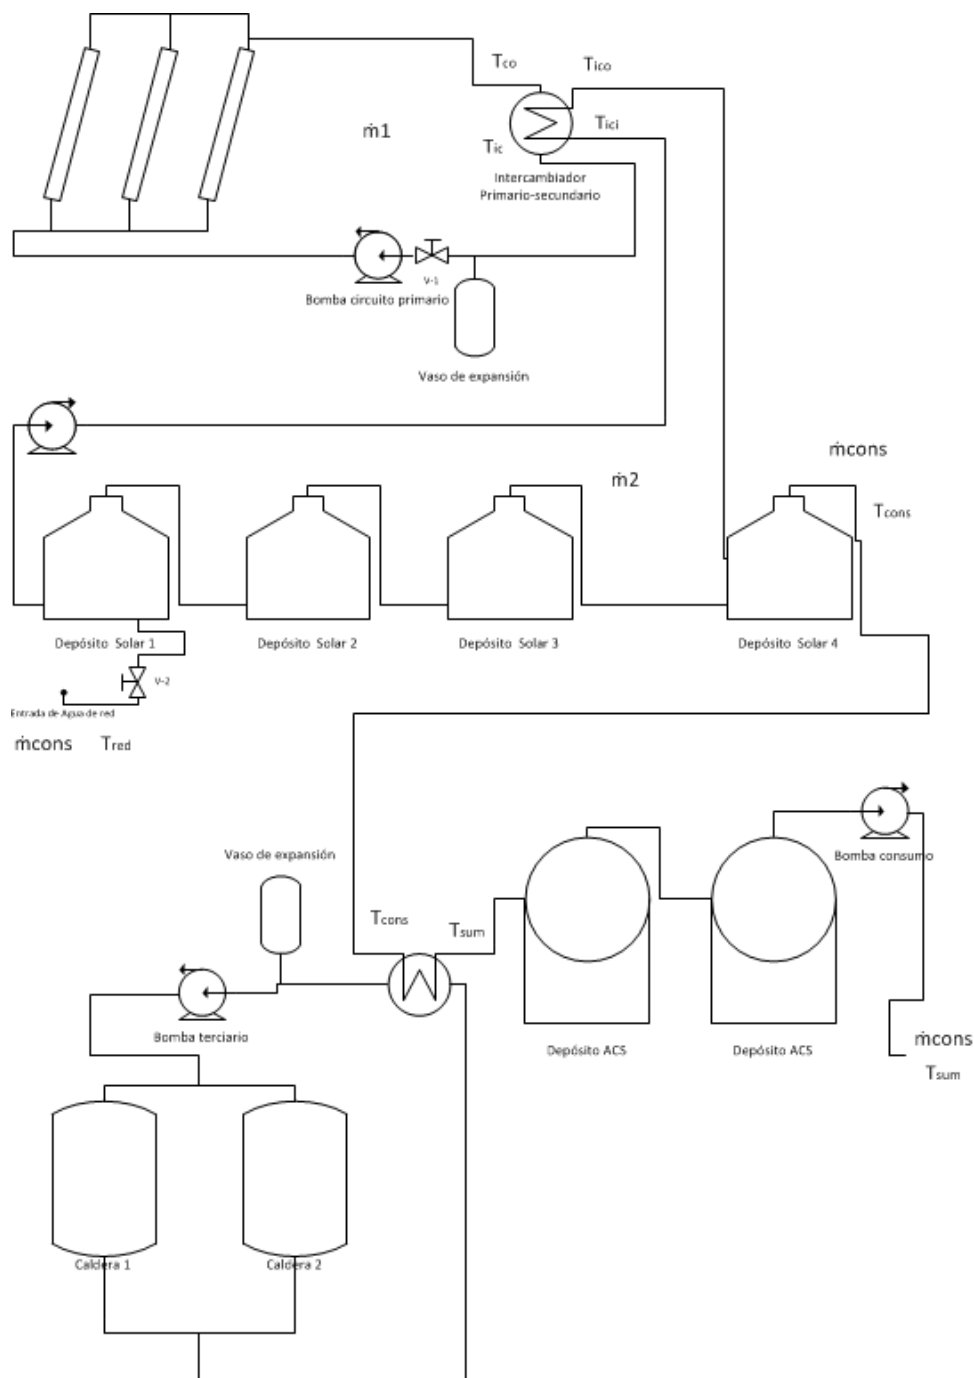 Tco
Tico
ṁ1
Tici
Tic
Intercambiador
Primario-secundario
V-1
Bomba circuito primario
Vaso de expansión
ṁcons
ṁ2
Tcons
Depósito Solar 1
Depósito Solar 2
Depósito Solar 3
Depósito Solar 4
V-2
Entrada de Agua de red
ṁcons Tred
Vaso de expansión
Bomba consumo
Tcons
Tsum
Bomba terciario
Depósito ACS
Depósito ACS
ṁcons
Tsum
Caldera 1
Caldera 2